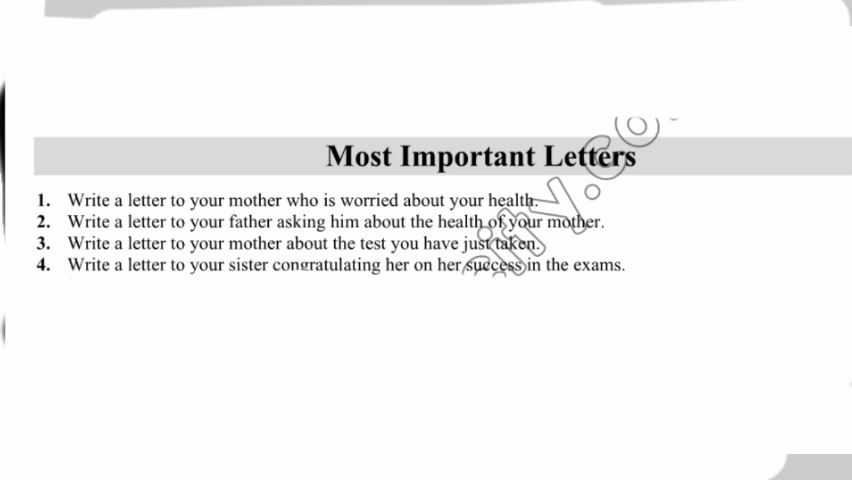 Most Important Letters
1. Write a letter to your mother who is worried about your health.
2. Write a letter to your father asking him about the health of your mother.
3. Write a letter to your mother about the test you have just taken.
4. Write a letter to your sister congratulating her on her success in the exams.